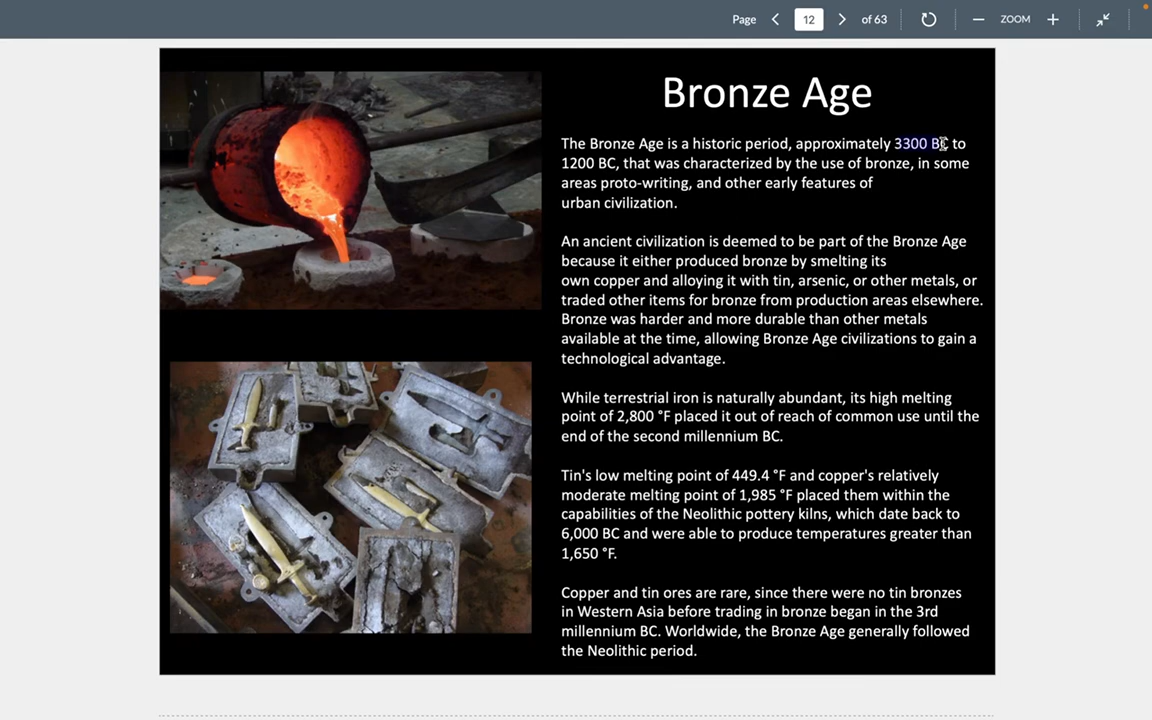 Page 12 of 63 ZOOM
Bronze Age
The Bronze Age is a historic period, approximately 3300 BC to
1200 BC, that was characterized by the use of bronze, in some
areas proto-writing, and other early features of
urban civilization.
An ancient civilization is deemed to be part of the Bronze Age
because it either produced bronze by smelting its
own copper and alloying it with tin, arsenic, or other metals, or
traded other items for bronze from production areas elsewhere.
Bronze was harder and more durable than other metals
available at the time, allowing Bronze Age civilizations to gain a
technological advantage.
While terrestrial iron is naturally abundant, its high melting
point of 2,800 °F placed it out of reach of common use until the
end of the second millennium BC.
Tin's low melting point of 449.4 °F and copper's relatively
moderate melting point of 1,985 °F placed them within the
capabilities of the Neolithic pottery kilns, which date back to
6,000 BC and were able to produce temperatures greater than
1,650 °F.
Copper and tin ores are rare, since there were no tin bronzes
in Western Asia before trading in bronze began in the 3rd
millennium BC. Worldwide, the Bronze Age generally followed
the Neolithic period.